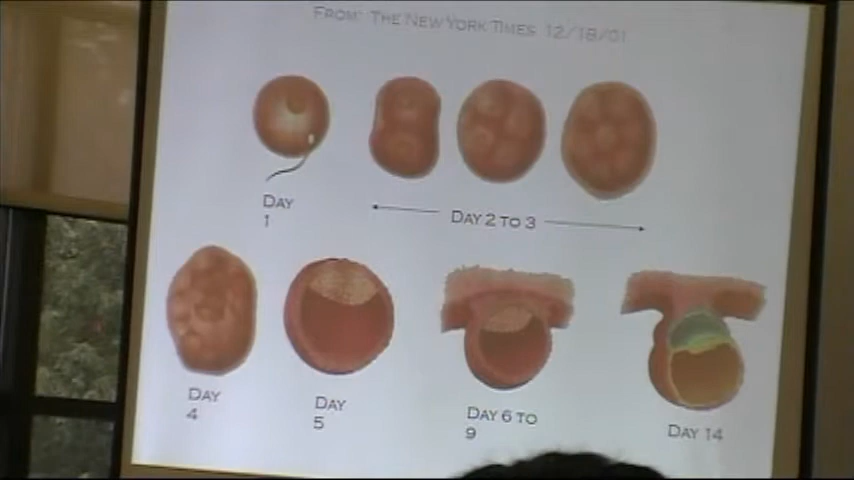 FROM: THE NEW YORK TIMES 12/18/01
DAY
1
DAY 2 TO 3
DAY
4
DAY
5
DAY 6 TO
9
DAY 14